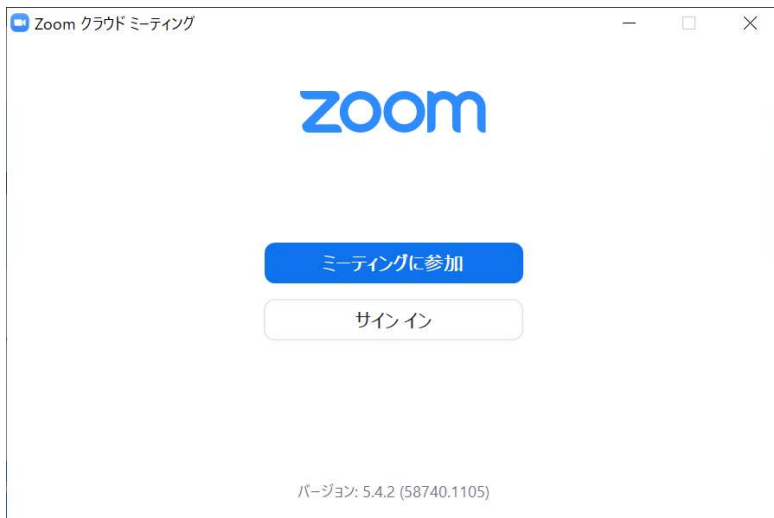 Zoom クラウド ミーティング
zoom
ミーティングに参加
サイン イン
バージョン: 5.4.2 (58740.1105)